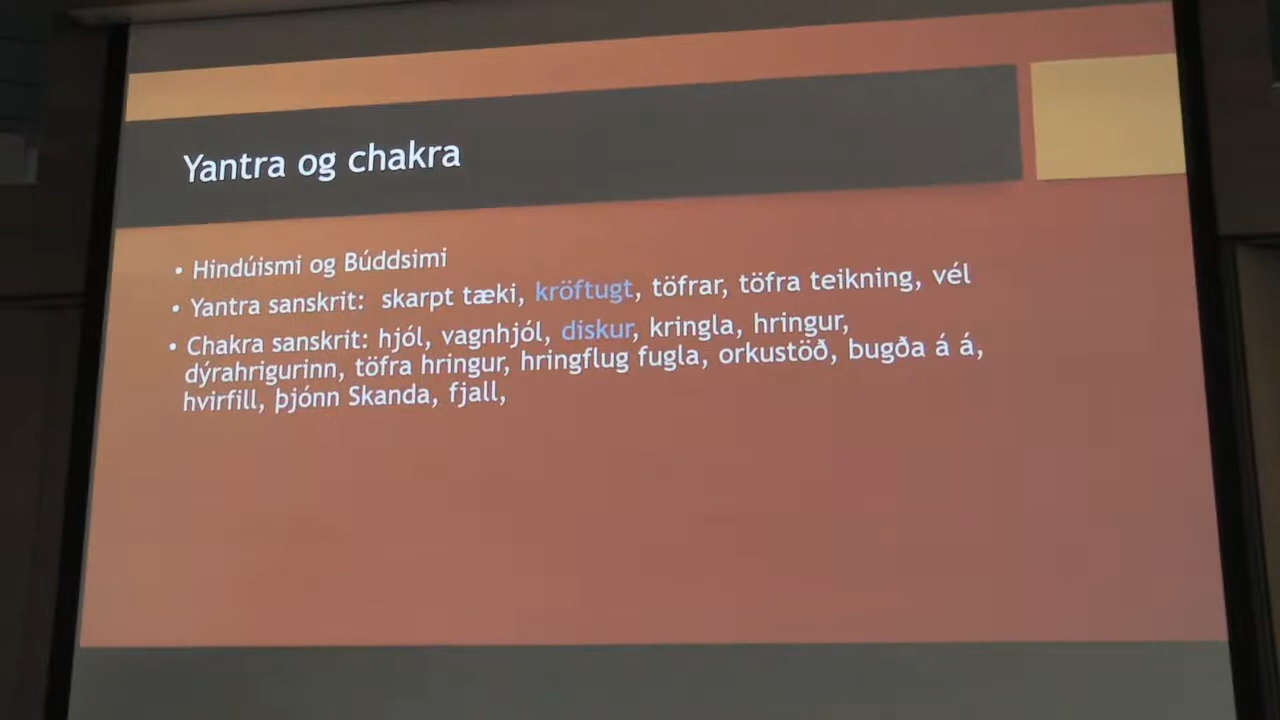 Yantra og chakra
• Hindúismi og Búddsimi
• Yantra sanskrit: skarpt tæki, kröftugt, töfrar, töfra teikning, vél
• Chakra sanskrit: hjól, vagnhjól, diskur, kringla, hringur,
dýrahrigurinn, töfra hringur, hringflug fugla, orkustöð, bugða á á,
hvirfill, þjónn Skanda, fjall,